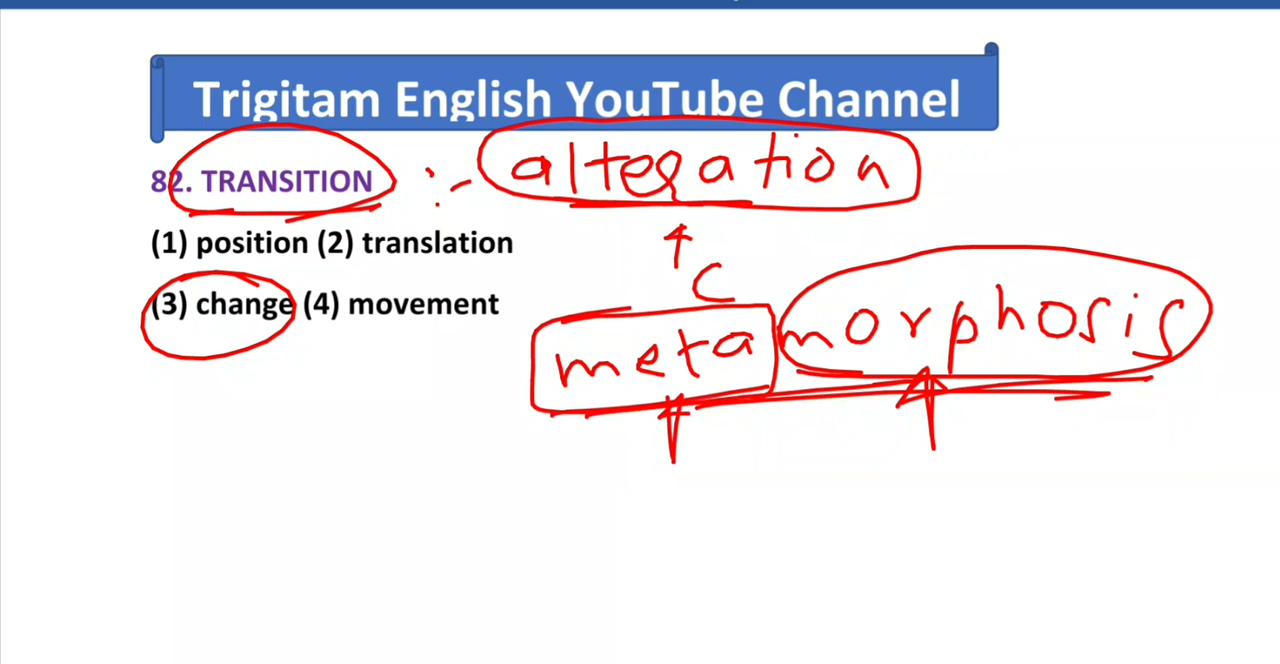 Trigitam English YouTube Channel
82. TRANSITION :- alteration
(1) position (2) translation
C
(3) change (4) movement
metamorphosis